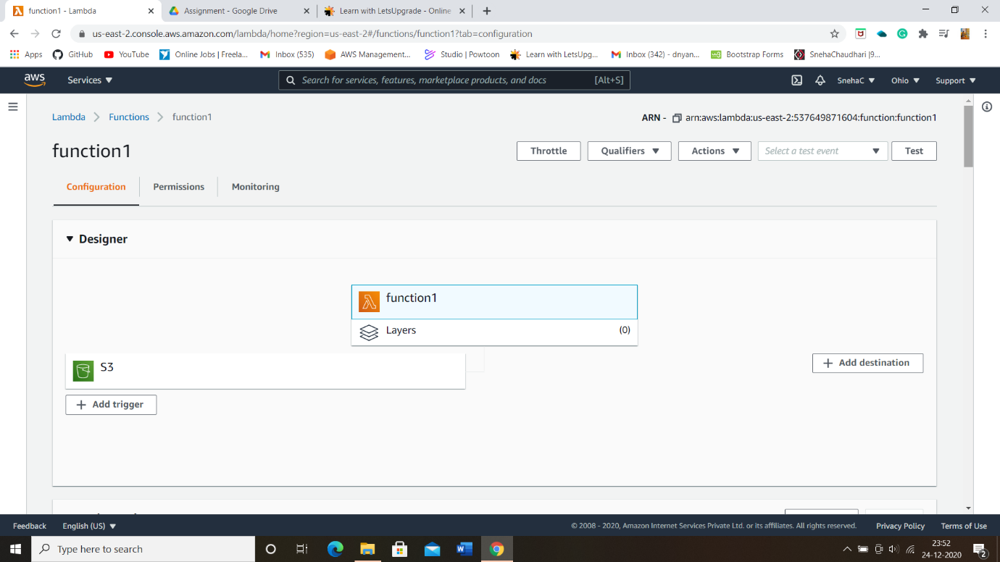 function1 - Lambda
Assignment - Google Drive
Learn with LetsUpgrade - Online
us-east-2.console.aws.amazon.com/lambda/home?region=us-east-2#/functions/function1?tab=configuration
Apps GitHub YouTube Online Jobs | Freela... Inbox (535) AWS Management... Studio | Powtoon Learn with LetsUpg... Inbox (342) - dnyan... Bootstrap Forms SnehaChaudhari |9...
aws Services Search for services, features, marketplace products, and docs [Alt+S] SnehaC Ohio Support
Lambda Functions function1 ARN - arn:aws:lambda:us-east-2:537649871604:function:function1
function1 Throttle Qualifiers Actions Select a test event Test
Configuration Permissions Monitoring
Designer
function1
Layers (0)
S3
Add destination
Add trigger
Feedback English (US) © 2008 - 2020, Amazon Internet Services Private Ltd. or its affiliates. All rights reserved. Privacy Policy Terms of Use
Type here to search
23:52
24-12-2020
2